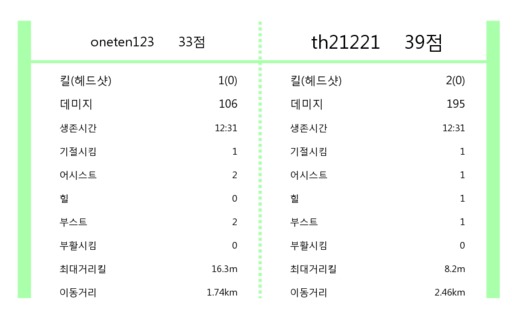 oneten123 33점 th21221 39점
킬(헤드샷) 1(0) 킬(헤드샷) 2(0)
데미지 106 데미지 195
생존시간 12:31 생존시간 12:31
기절시킴 1 기절시킴 1
어시스트 2 어시스트 1
힐 0 힐 1
부스트 2 부스트 1
부활시킴 0 부활시킴 0
최대거리킬 16.3m 최대거리킬 8.2m
이동거리 1.74km 이동거리 2.46km